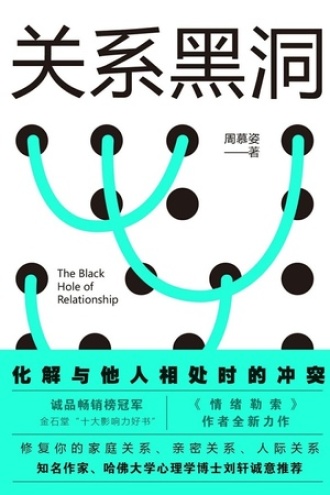 关系黑洞
周慕姿
——著
The Black
Hole of
Relationship
化解与他人相处时的冲突
诚品畅销榜冠军
金石堂“十大影响力好书”
《情绪勒索》
作者全新力作
修复你的家庭关系、亲密关系、人际关系
知名作家、哈佛大学心理学博士刘轩诚意推荐